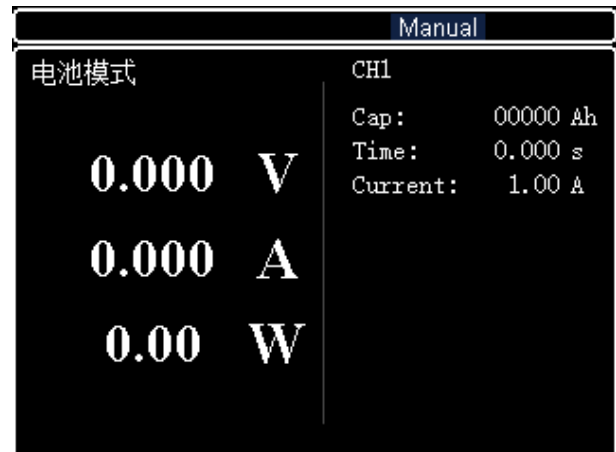 Manual
电池模式
0.000 V
0.000 A
0.00 W
CH1
Cap: 00000 Ah
Time: 0.000 s
Current: 1.00 A